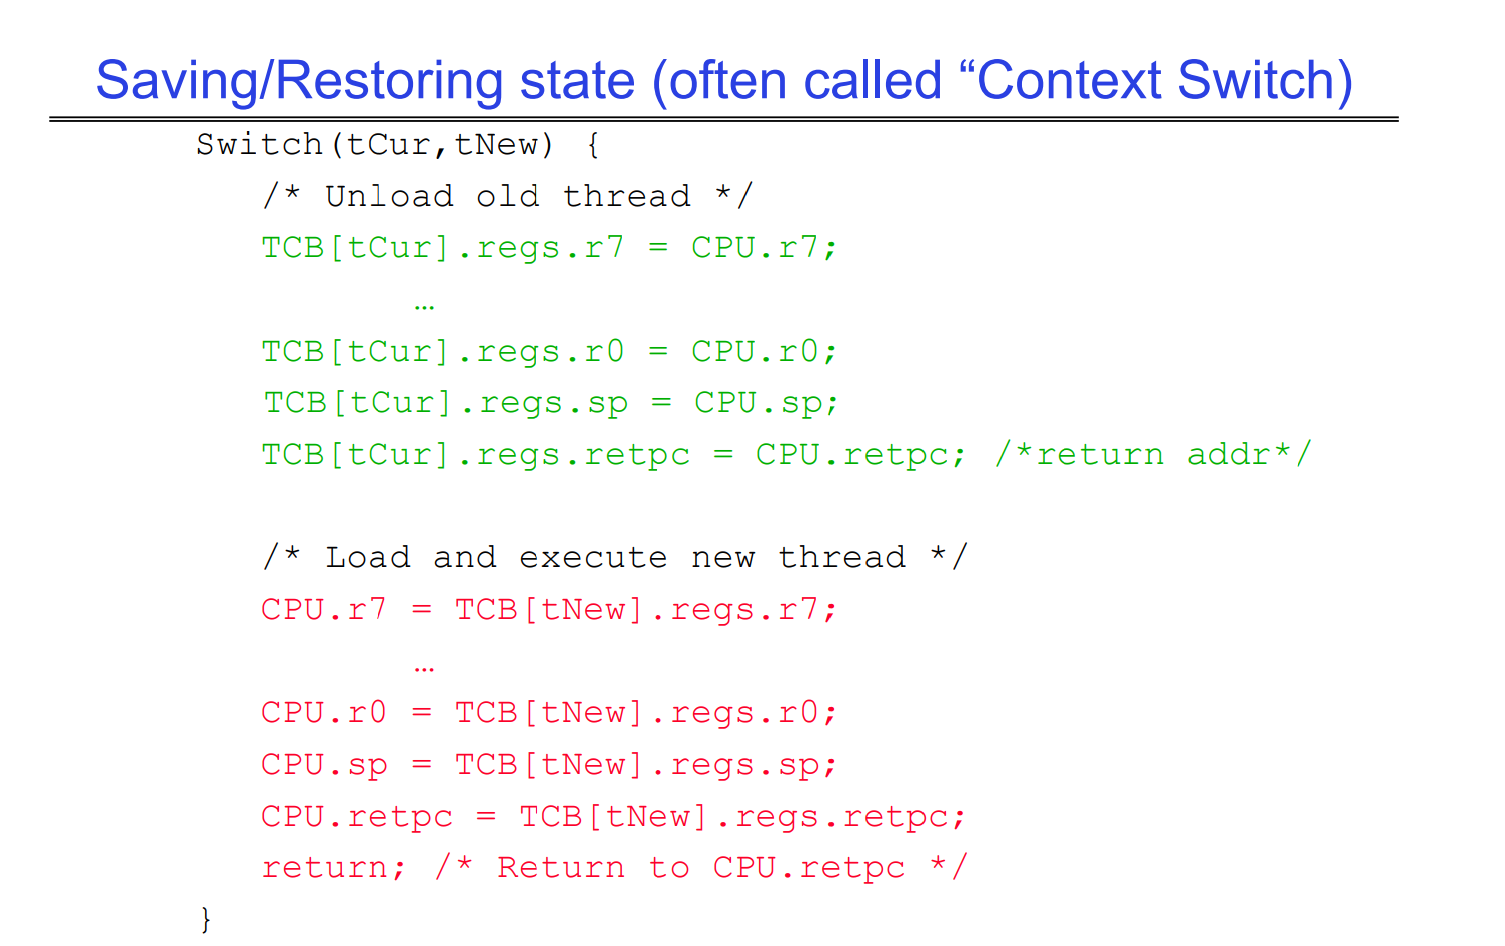 Saving/Restoring state (often called “Context Switch)
Switch(tCur,tNew) {
/* Unload old thread */
TCB[tCur].regs.r7 = CPU.r7;
…
TCB[tCur].regs.r0 = CPU.r0;
TCB[tCur].regs.sp = CPU.sp;
TCB[tCur].regs.retpc = CPU.retpc; /*return addr*/
/* Load and execute new thread */
CPU.r7 = TCB[tNew].regs.r7;
…
CPU.r0 = TCB[tNew].regs.r0;
CPU.sp = TCB[tNew].regs.sp;
CPU.retpc = TCB[tNew].regs.retpc;
return; /* Return to CPU.retpc */
}